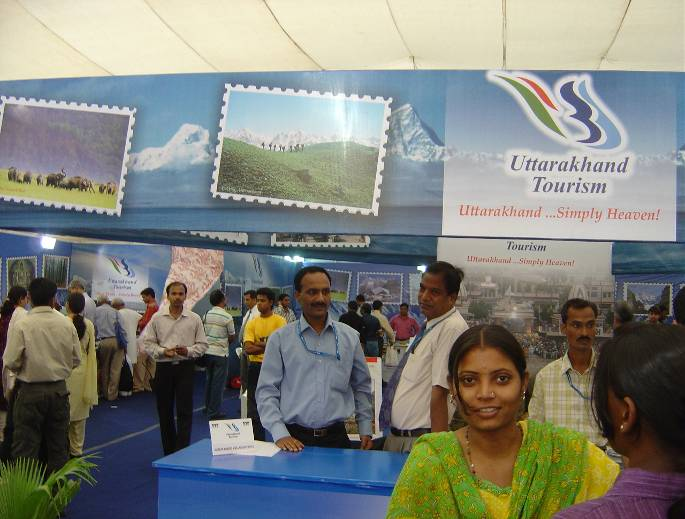 Uttarakhand
Tourism
Uttarakhand ...Simply Heaven!
Tourism
Uttarakhand ...Simply Heaven!